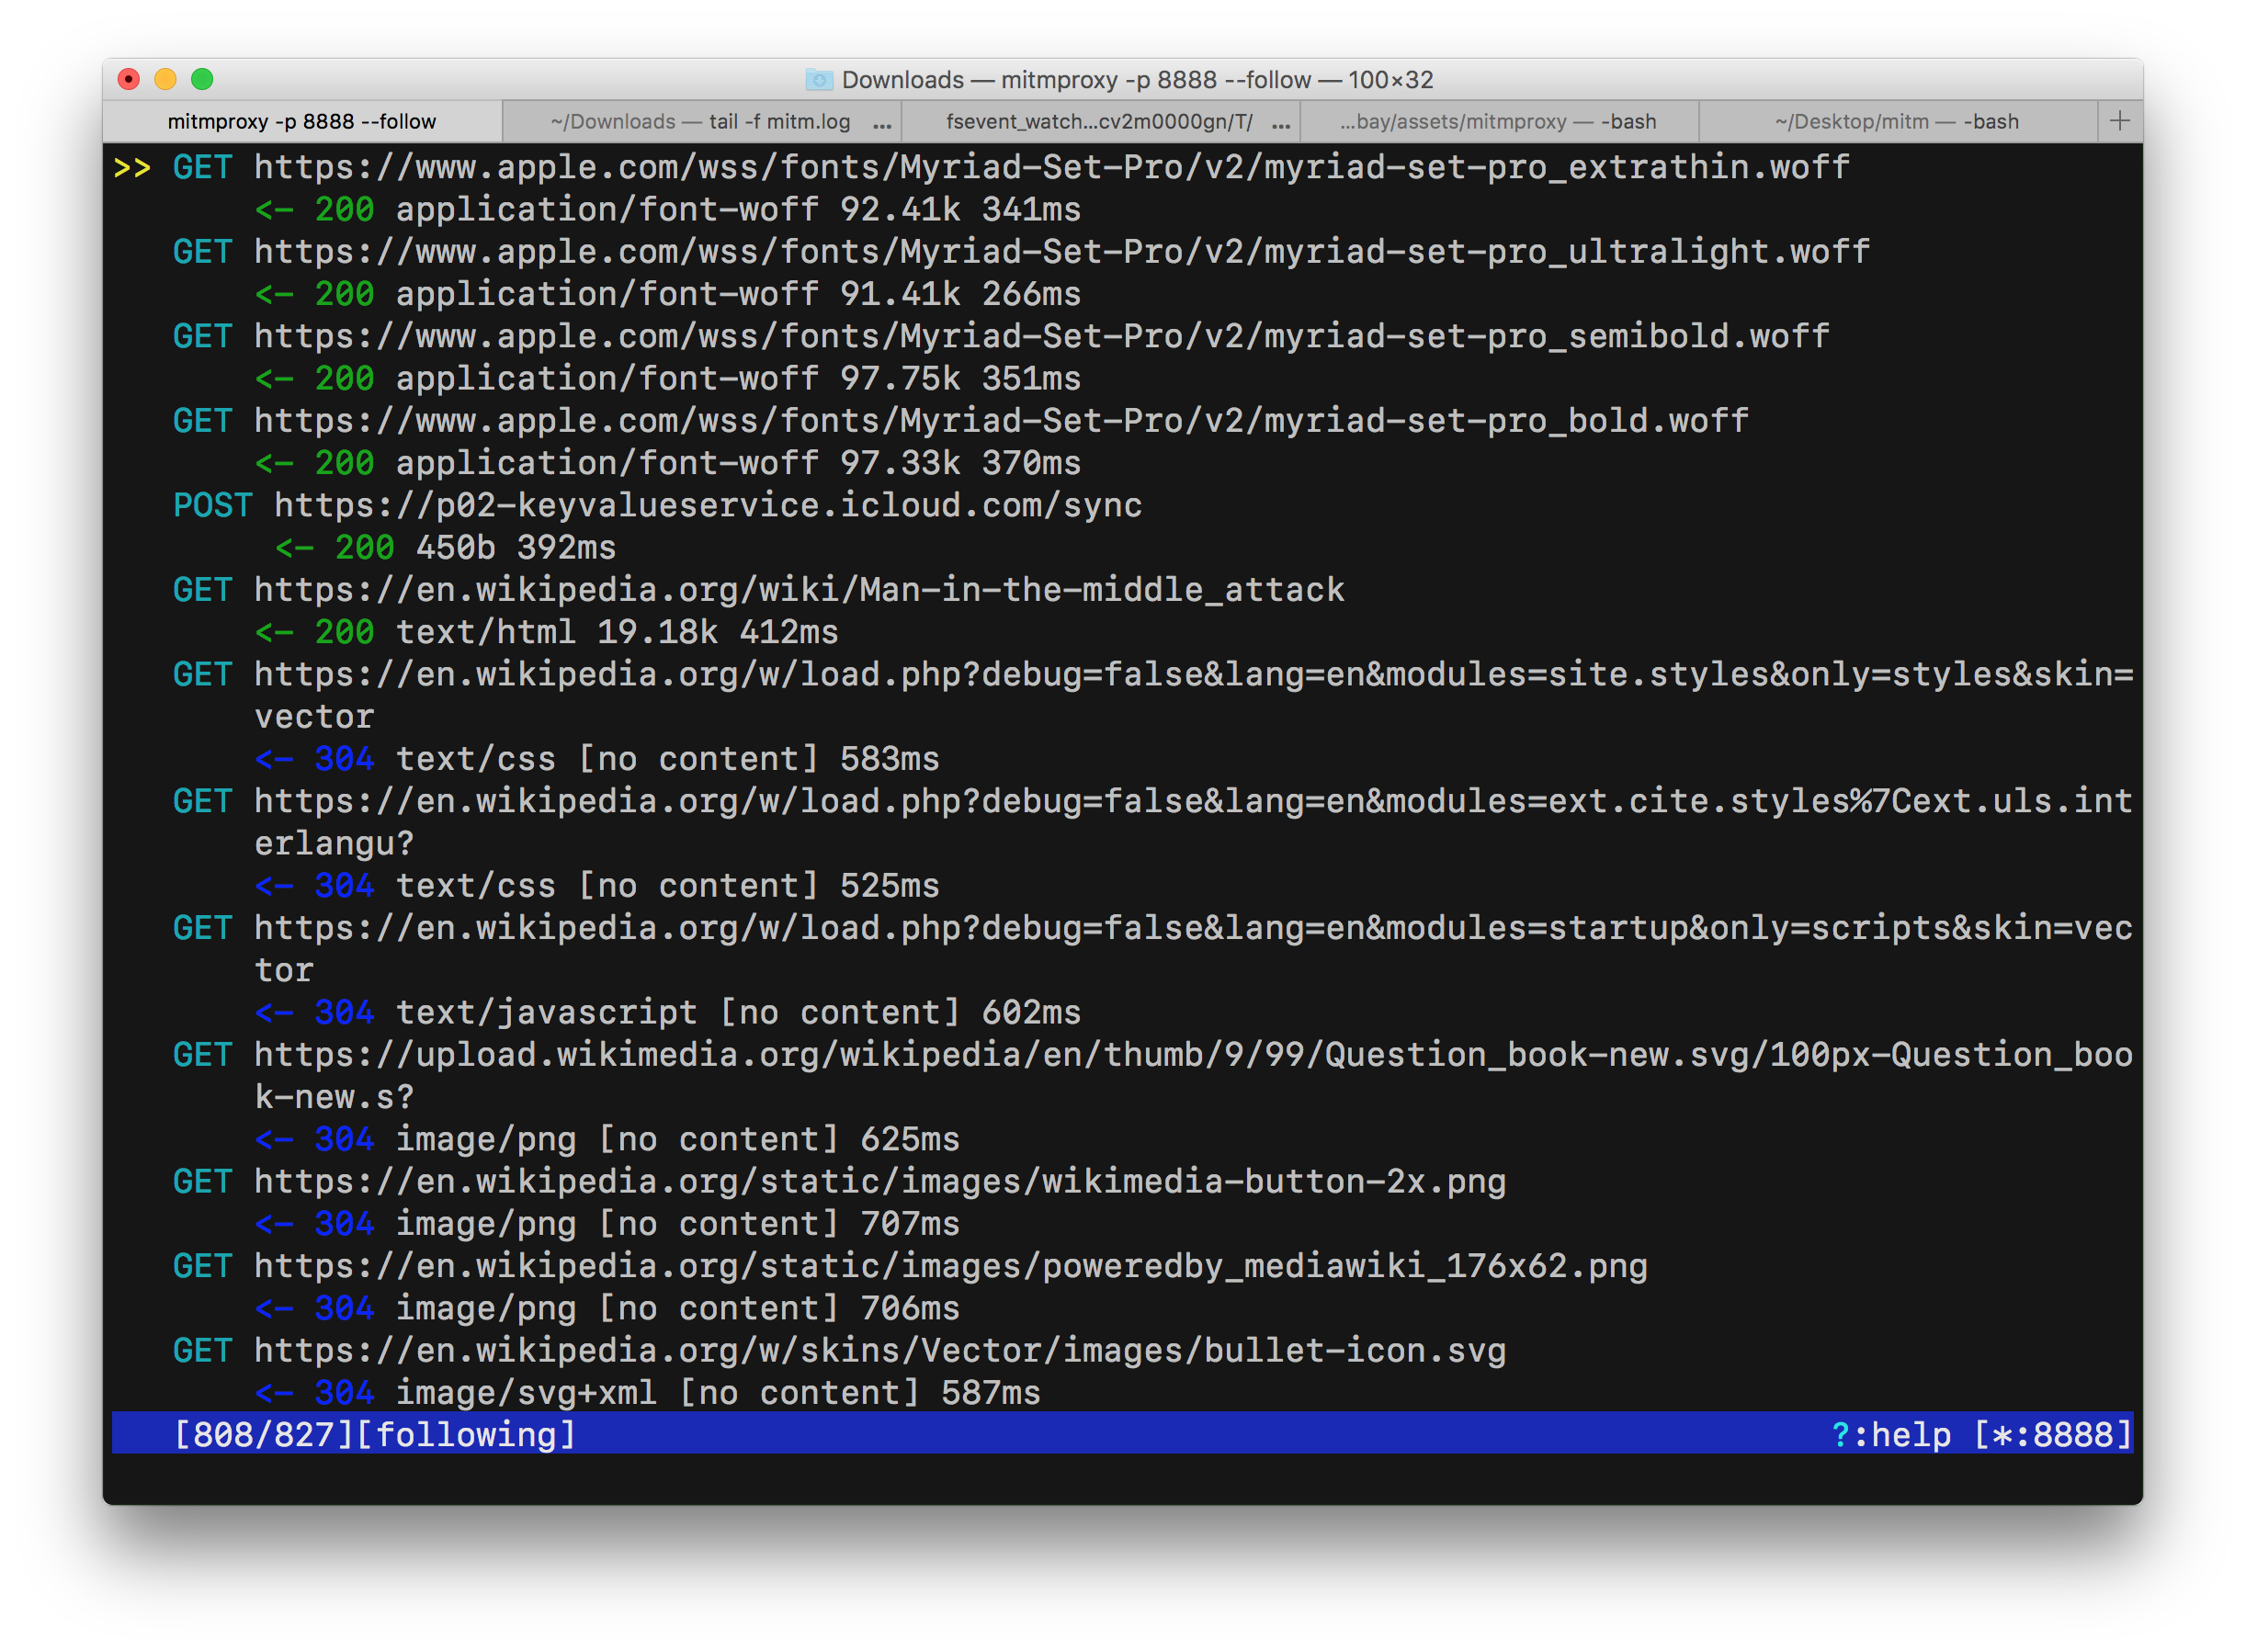 Downloads — mitmproxy -p 8888 --follow — 100×32
mitmproxy -p 8888 --follow
~/Downloads — tail -f mitm.log ...
fsevent_watch...cv2m0000gn/T/ ...
...bay/assets/mitmproxy — -bash
~/Desktop/mitm — -bash
+
>> GET https://www.apple.com/wss/fonts/Myriad-Set-Pro/v2/myriad-set-pro_extrathin.woff
<- 200 application/font-woff 92.41k 341ms
GET https://www.apple.com/wss/fonts/Myriad-Set-Pro/v2/myriad-set-pro_ultralight.woff
<- 200 application/font-woff 91.41k 266ms
GET https://www.apple.com/wss/fonts/Myriad-Set-Pro/v2/myriad-set-pro_semibold.woff
<- 200 application/font-woff 97.75k 351ms
GET https://www.apple.com/wss/fonts/Myriad-Set-Pro/v2/myriad-set-pro_bold.woff
<- 200 application/font-woff 97.33k 370ms
POST https://p02-keyvalueservice.icloud.com/sync
<- 200 450b 392ms
GET https://en.wikipedia.org/wiki/Man-in-the-middle_attack
<- 200 text/html 19.18k 412ms
GET https://en.wikipedia.org/w/load.php?debug=false&lang=en&modules=site.styles&only=styles&skin=
vector
<- 304 text/css [no content] 583ms
GET https://en.wikipedia.org/w/load.php?debug=false&lang=en&modules=ext.cite.styles%7Cext.uls.int
erlangu?
<- 304 text/css [no content] 525ms
GET https://en.wikipedia.org/w/load.php?debug=false&lang=en&modules=startup&only=scripts&skin=vec
tor
<- 304 text/javascript [no content] 602ms
GET https://upload.wikimedia.org/wikipedia/en/thumb/9/99/Question_book-new.svg/100px-Question_boo
k-new.s?
<- 304 image/png [no content] 625ms
GET https://en.wikipedia.org/static/images/wikimedia-button-2x.png
<- 304 image/png [no content] 707ms
GET https://en.wikipedia.org/static/images/poweredby_mediawiki_176x62.png
<- 304 image/png [no content] 706ms
GET https://en.wikipedia.org/w/skins/Vector/images/bullet-icon.svg
<- 304 image/svg+xml [no content] 587ms
[808/827][following] ?:help [*:8888]